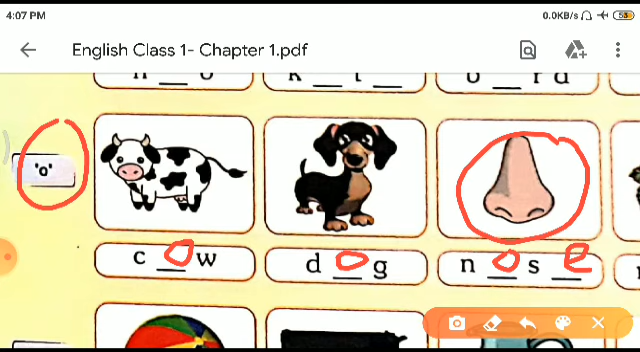 4:07 PM 0.0KB/s 53
English Class 1- Chapter 1.pdf
'o'
c o w d o g n o s e